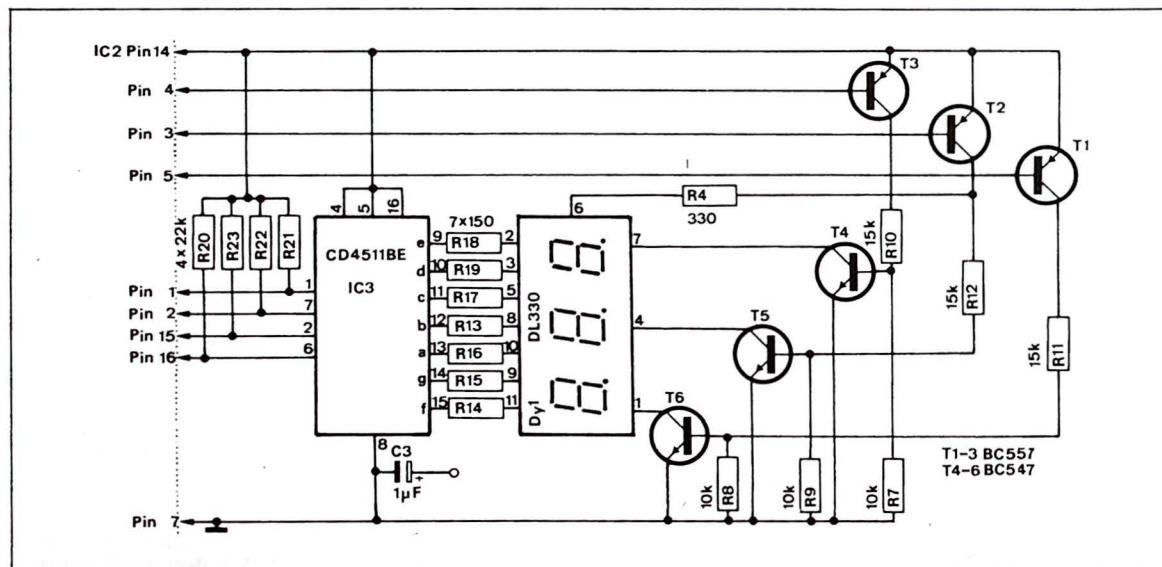 IC2 Pin 14
Pin 4
Pin 3
Pin 5
T3
T2
T1
R4
330
6
4 5 16
4 x 22k
R20
R23
R22
R21
CD4511BE
IC3
7x150
e 9 R18 2
d 10 R19 3
c 11 R17 5
b 12 R13 8
a 13 R16 10
g 14 R15 9
f 15 R14 11
DL330
Dy1
7
4
1
T4
T5
T6
15k
R10
15k
R12
15k
R11
Pin 1
1
Pin 2
7
Pin 15
2
Pin 16
6
8
C3
+
1µF
10k
R8
10k
R9
10k
R7
T1-3 BC557
T4-6 BC547
Pin 7